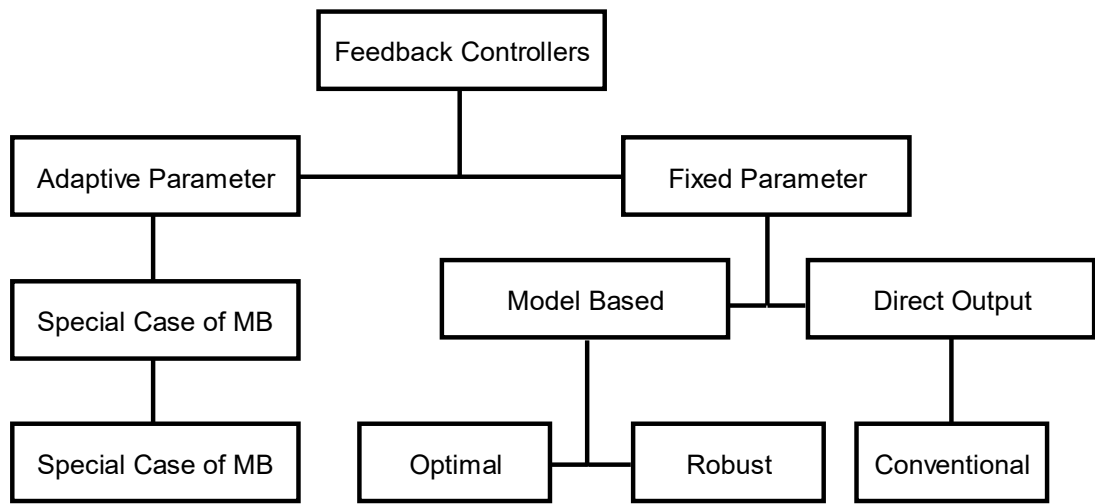 Feedback Controllers
Adaptive Parameter
Fixed Parameter
Model Based
Direct Output
Special Case of MB
Special Case of MB
Optimal
Robust
Conventional